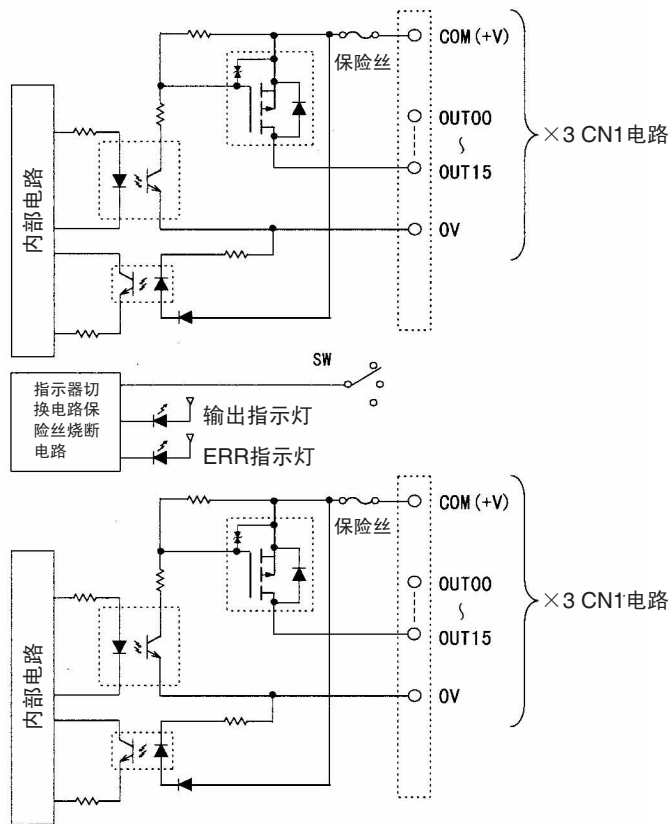 COM(+V)
保险丝
OUT00
~
OUT15
0V
×3 CN1电路
内部电路
SW
指示器切
换电路保
险丝烧断
电路
输出指示灯
ERR指示灯
COM(+V)
保险丝
OUT00
~
OUT15
0V
×3 CN1电路
内部电路